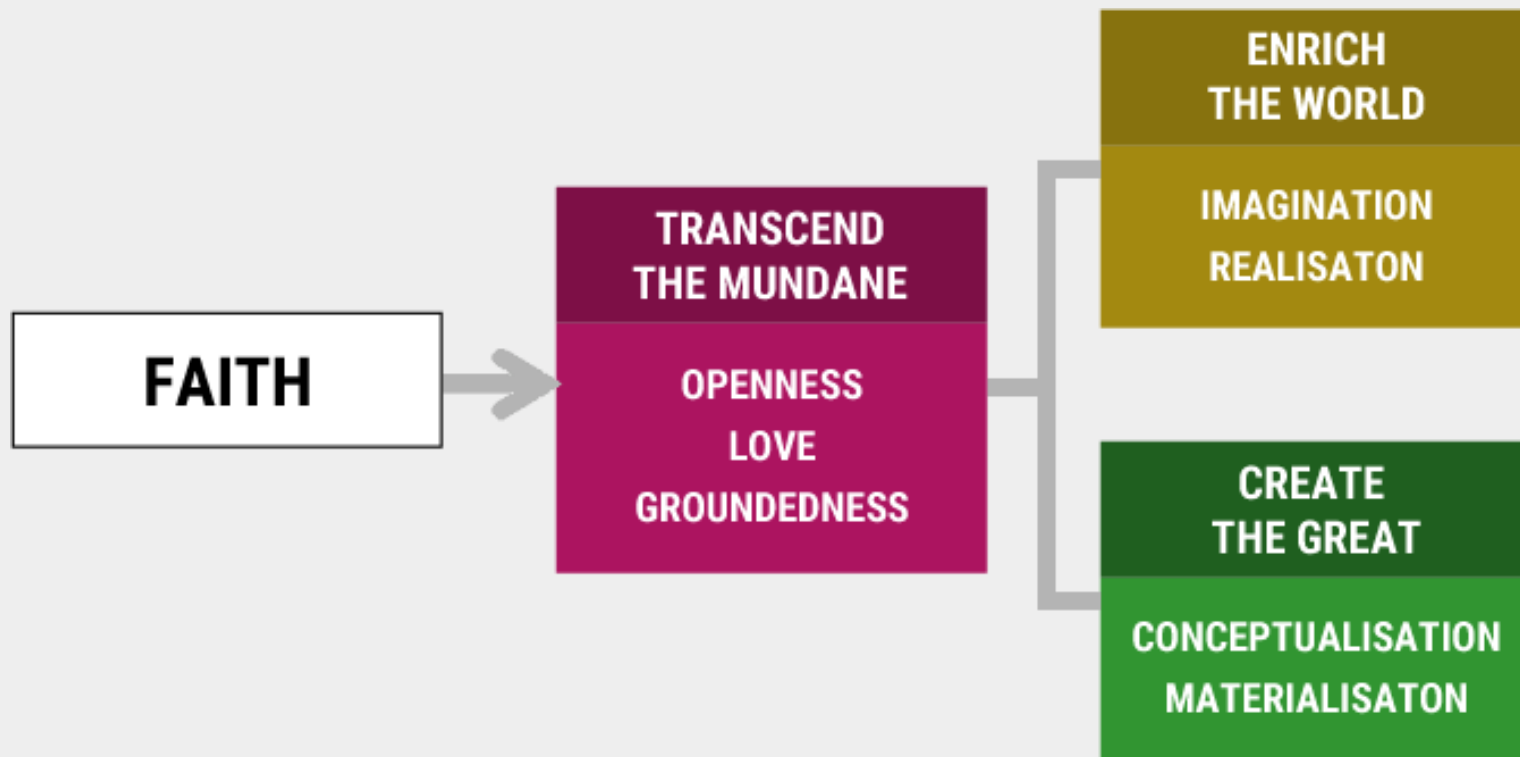 FAITH
TRANSCEND
THE MUNDANE
OPENNESS
LOVE
GROUNDEDNESS
ENRICH
THE WORLD
IMAGINATION
REALISATON
CREATE
THE GREAT
CONCEPTUALISATION
MATERIALISATON